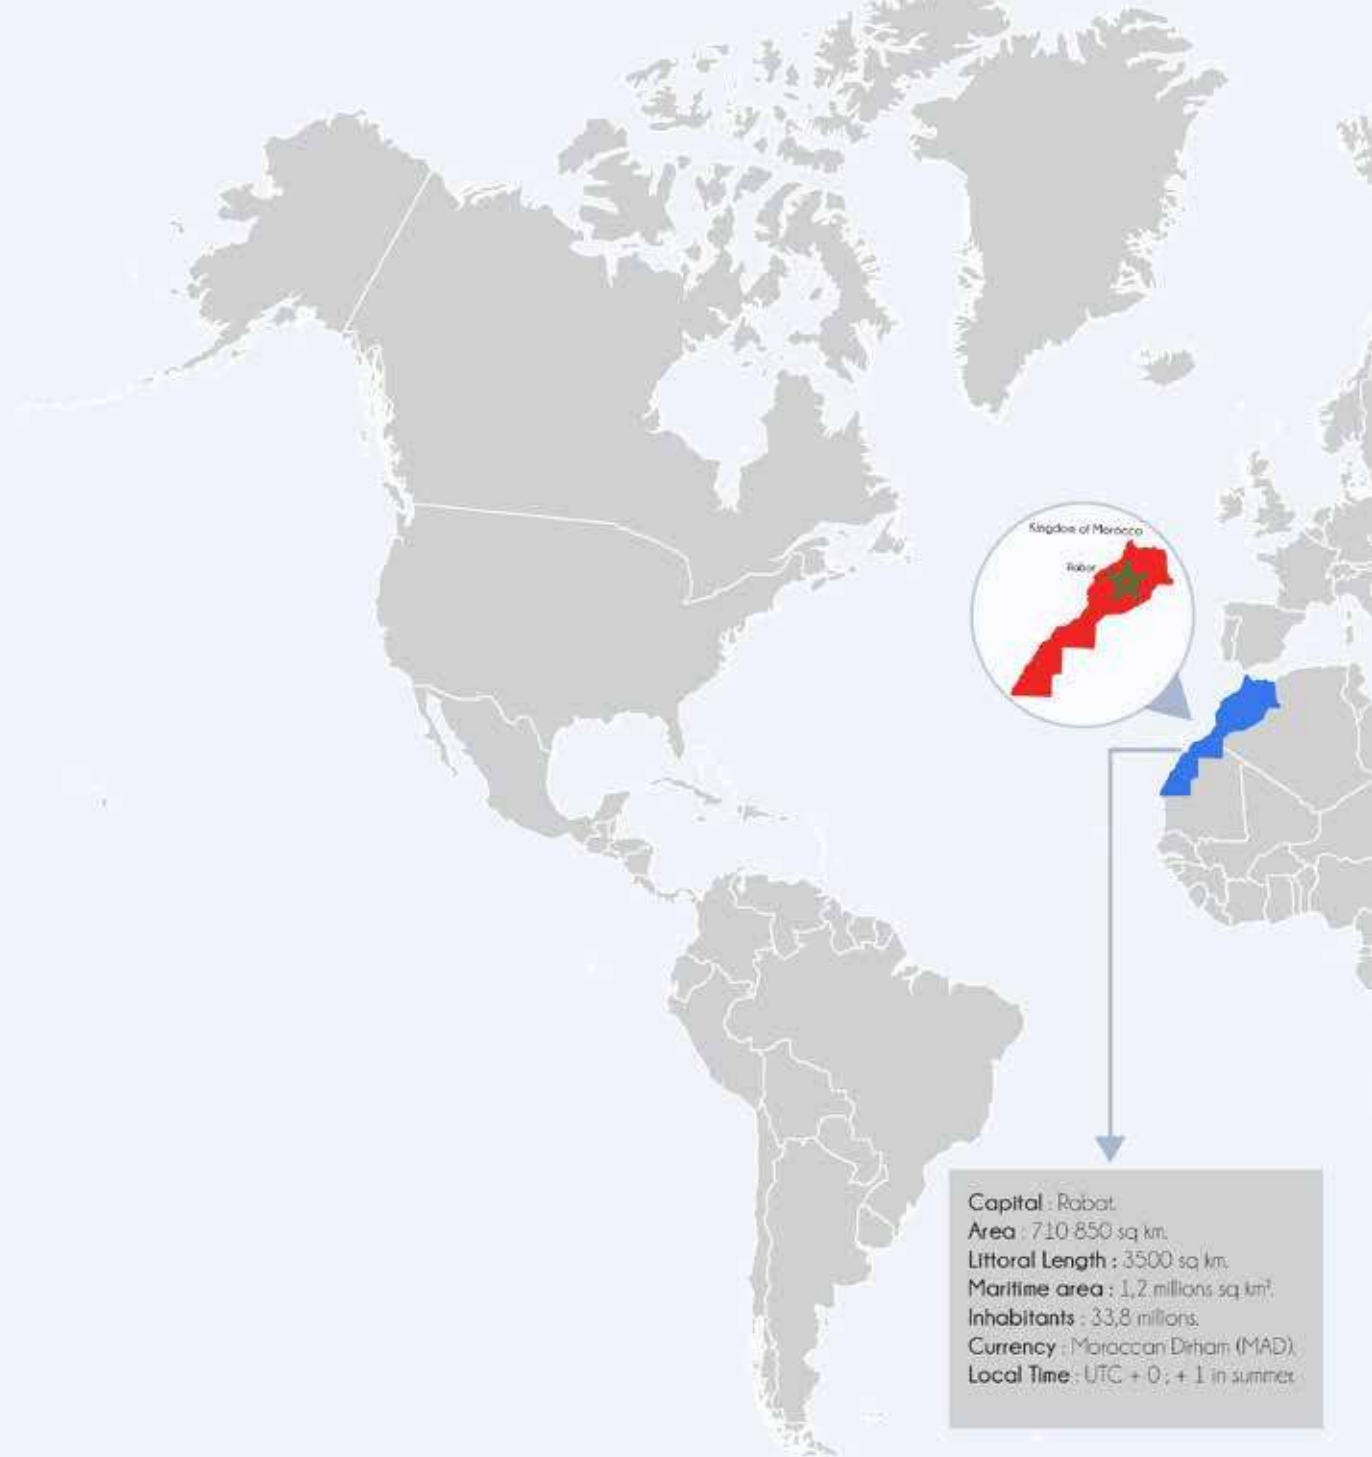 Kingdom of Morocco
Rabat
Capital : Rabat.
Area : 710 850 sq km.
Littoral Length : 3500 sq km.
Maritime area : 1,2 millions sq km².
Inhabitants : 33,8 millions.
Currency : Moroccan Dirham (MAD).
Local Time : UTC + 0 ; + 1 in summer.